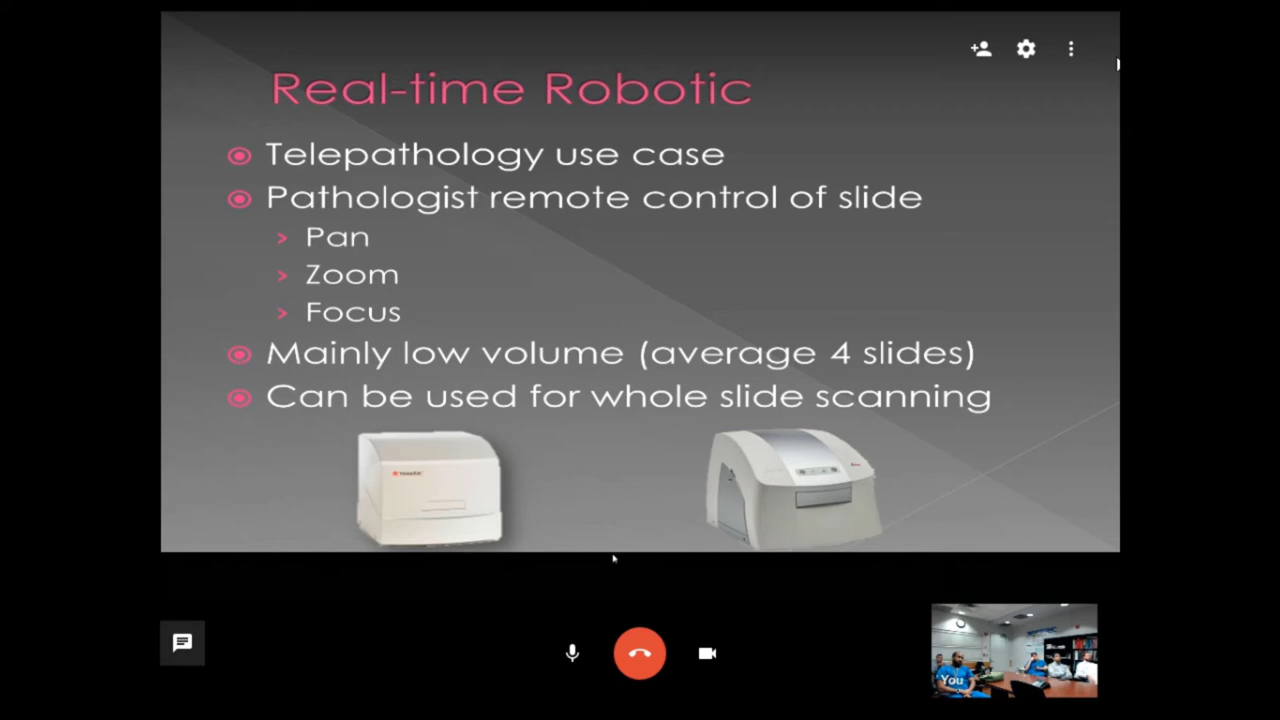 Real-time Robotic
Telepathology use case
Pathologist remote control of slide
> Pan
> Zoom
> Focus
Mainly low volume (average 4 slides)
Can be used for whole slide scanning
You